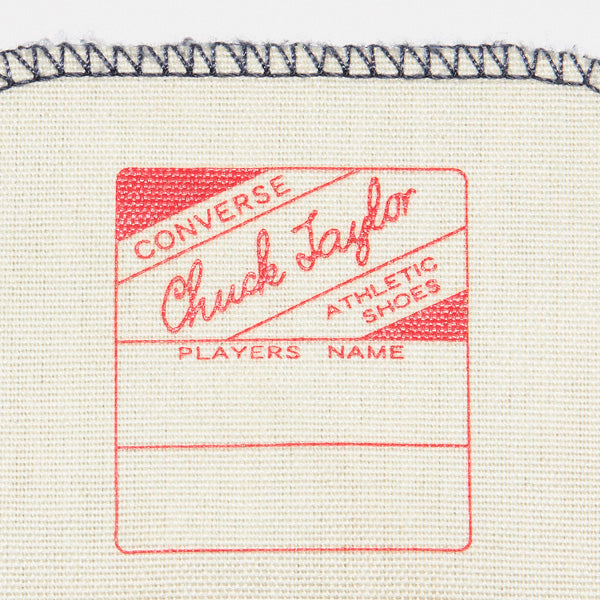 CONVERSE
Chuck Taylor
ATHLETIC
SHOES
PLAYERS NAME